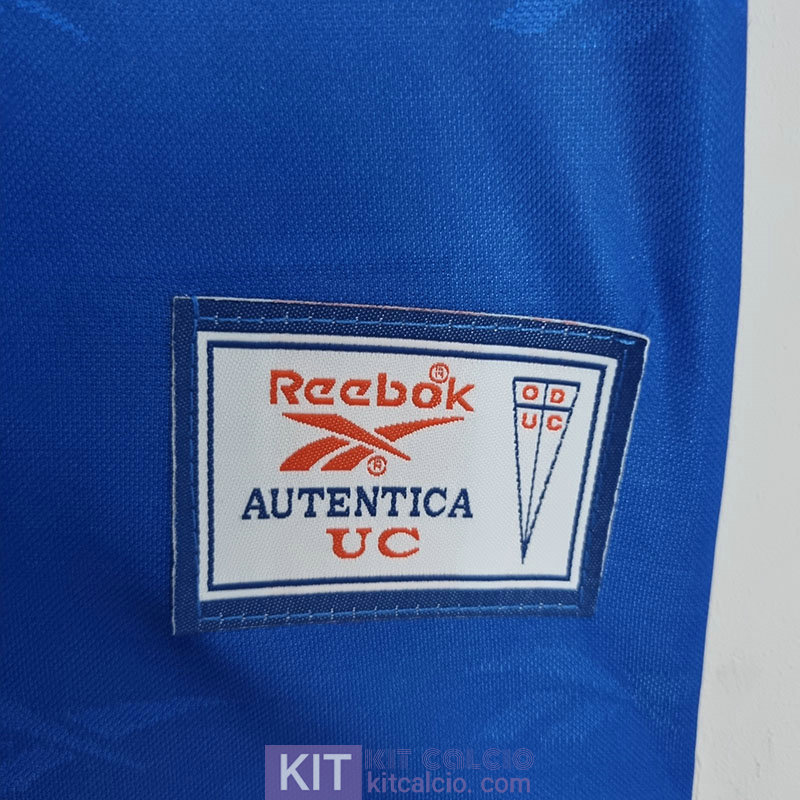 Reebok®
®
AUTENTICA
UC
O D
U C
KIT
KIT CALCIO
kitcalcio.com